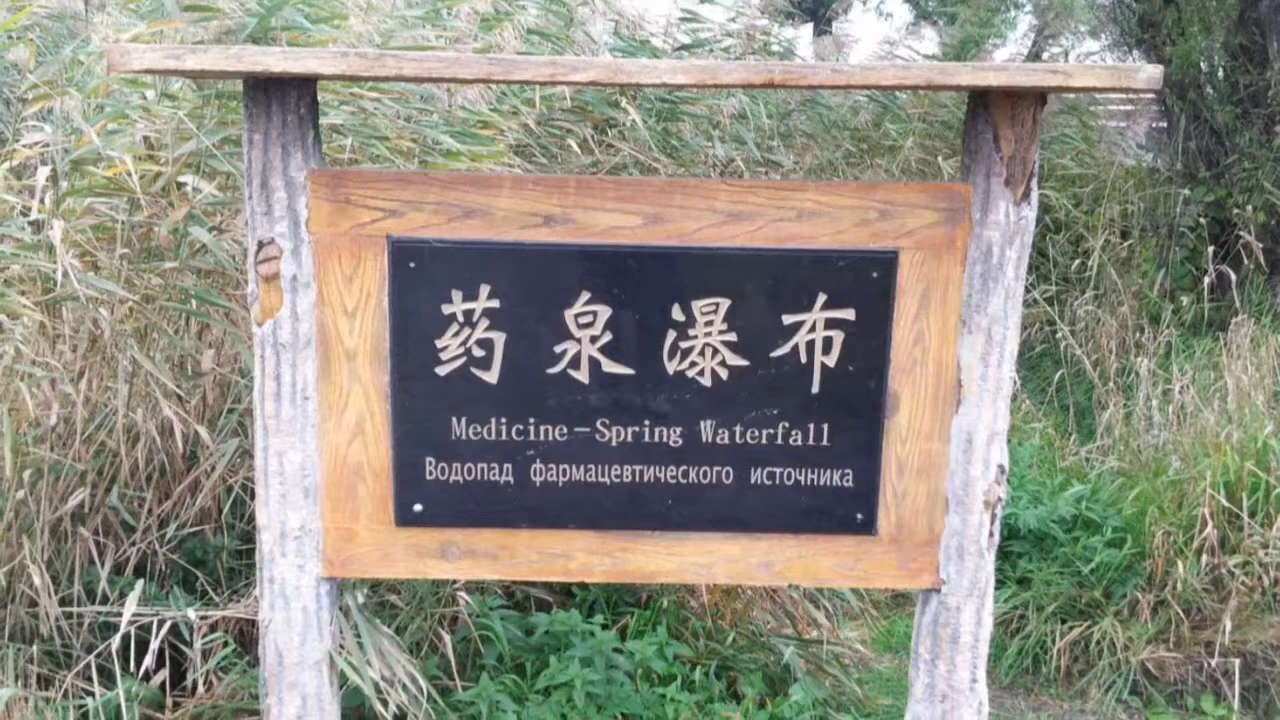 药泉瀑布
Medicine-Spring Waterfall
Водопад фармацевтического источника